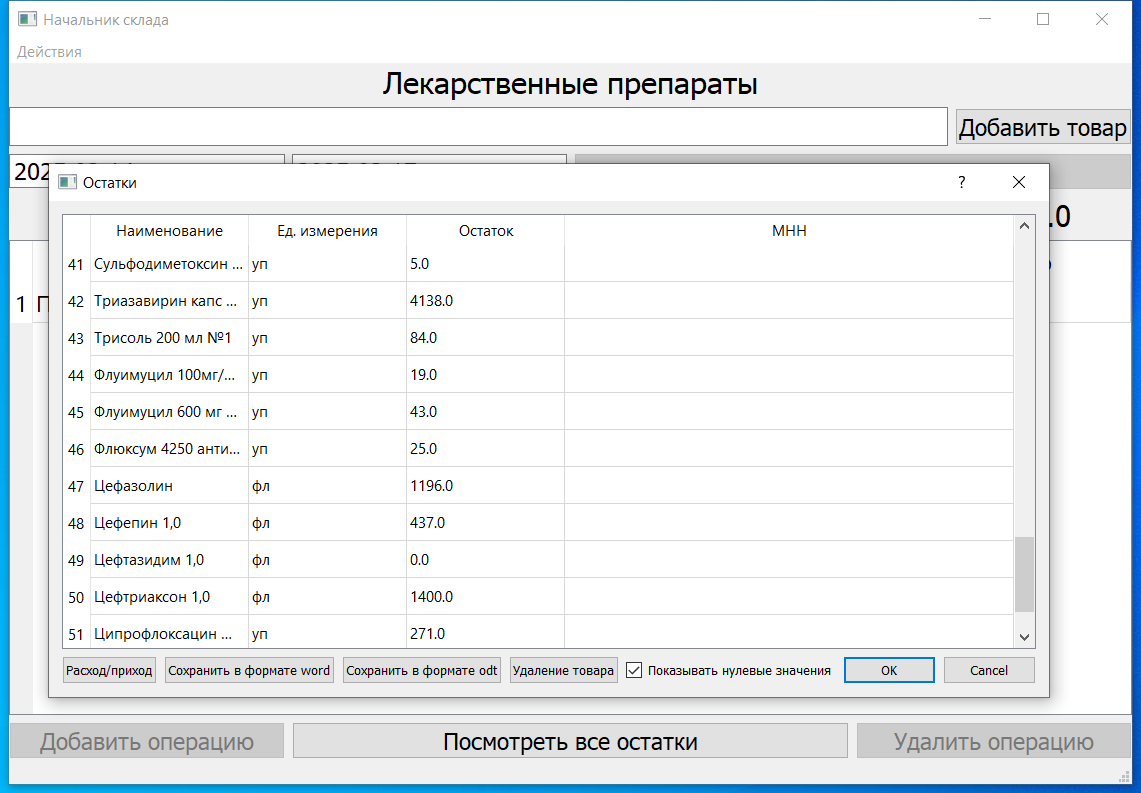 Начальник склада
Действия
Лекарственные препараты
Добавить товар
Остатки
?
.0
Наименование Ед. измерения Остаток МНН
41 Сульфодиметоксин ... уп 5.0
42 Триазавирин капс ... уп 4138.0
43 Трисоль 200 мл №1 уп 84.0
44 Флуимуцил 100мг/... уп 19.0
45 Флуимуцил 600 мг ... уп 43.0
46 Флюксум 4250 анти... уп 25.0
47 Цефазолин фл 1196.0
48 Цефепин 1,0 фл 437.0
49 Цефтазидим 1,0 фл 0.0
50 Цефтриаксон 1,0 фл 1400.0
51 Ципрофлоксацин ... уп 271.0
1 П
Расход/приход Сохранить в формате word Сохранить в формате odt Удаление товара Показывать нулевые значения OK Cancel
Добавить операцию Посмотреть все остатки Удалить операцию